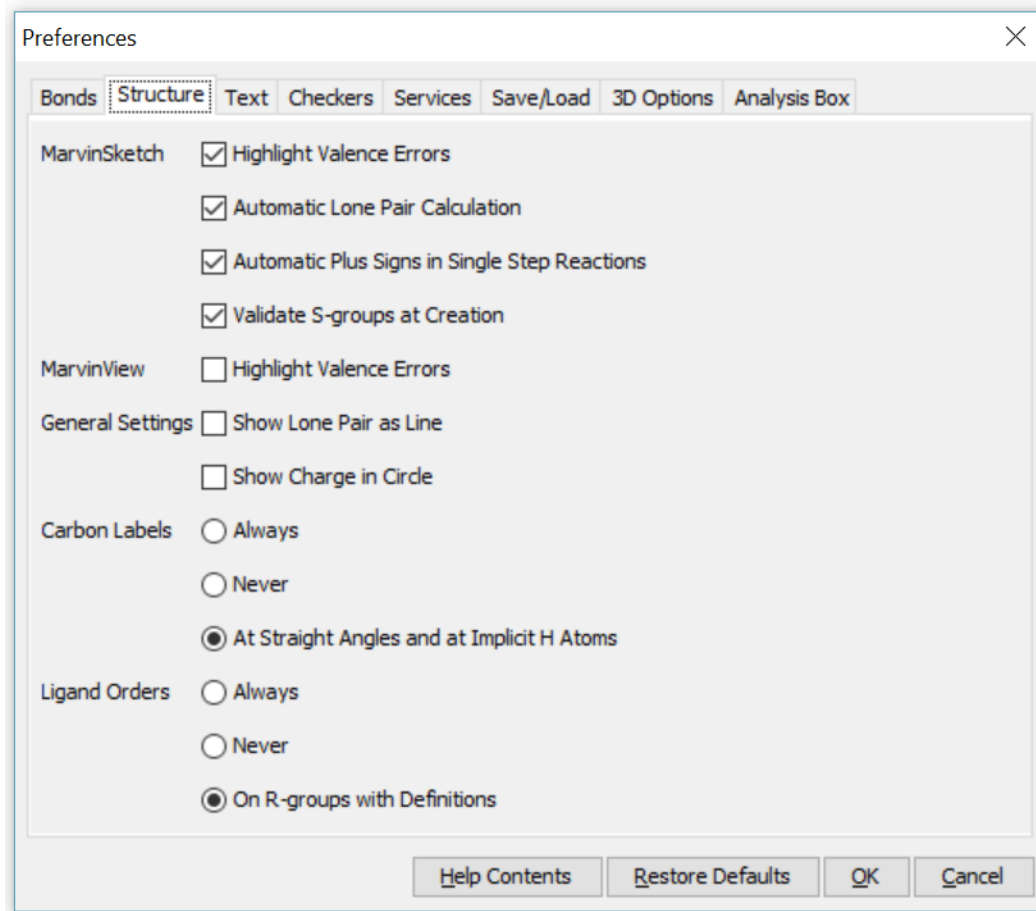 Preferences
Bonds Structure Text Checkers Services Save/Load 3D Options Analysis Box
MarvinSketch Highlight Valence Errors
Automatic Lone Pair Calculation
Automatic Plus Signs in Single Step Reactions
Validate S-groups at Creation
MarvinView Highlight Valence Errors
General Settings Show Lone Pair as Line
Show Charge in Circle
Carbon Labels Always
Never
At Straight Angles and at Implicit H Atoms
Ligand Orders Always
Never
On R-groups with Definitions
Help Contents Restore Defaults OK Cancel